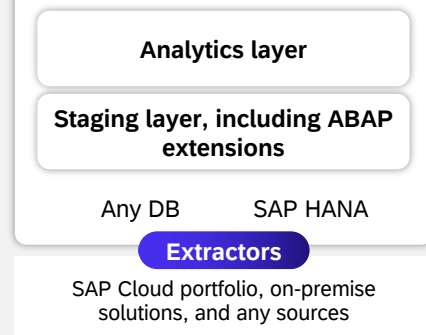 Analytics layer
Staging layer, including ABAP
extensions
Any DB SAP HANA
Extractors
SAP Cloud portfolio, on-premise
solutions, and any sources